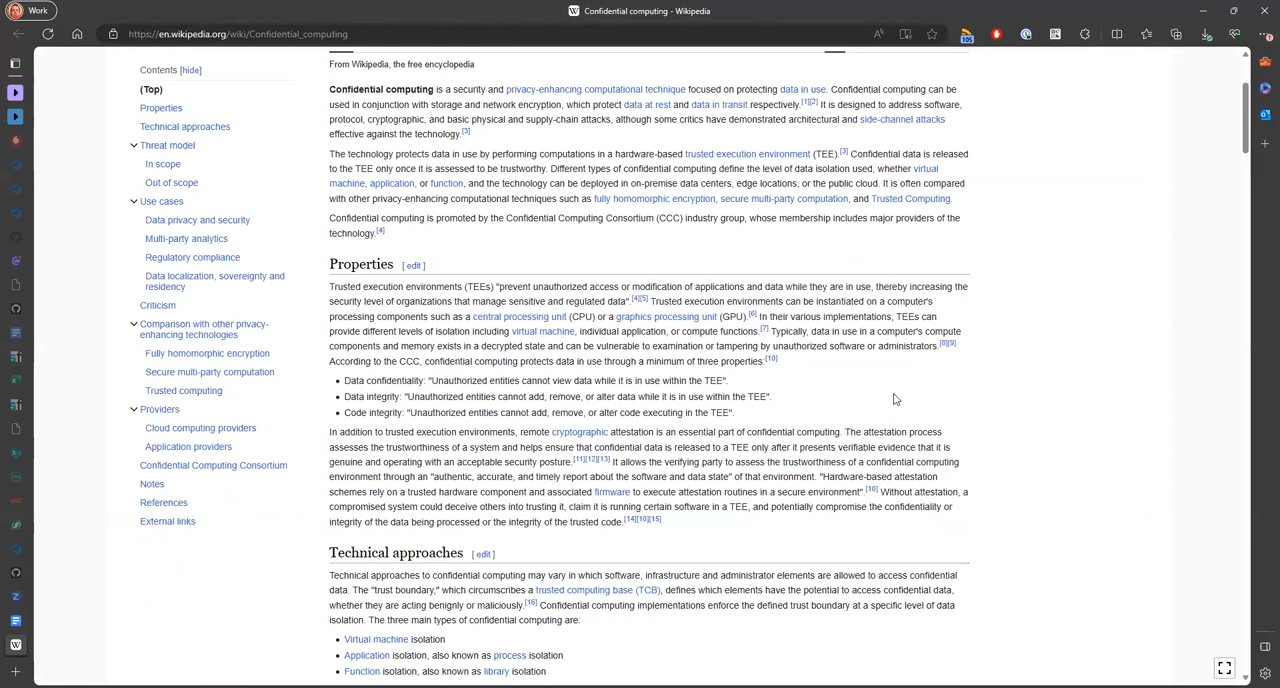 Work
Confidential computing - Wikipedia
https://en.wikipedia.org/wiki/Confidential_computing
105
Contents [hide]
(Top)
Properties
Technical approaches
Threat model
In scope
Out of scope
Use cases
Data privacy and security
Multi-party analytics
Regulatory compliance
Data localization, sovereignty and
residency
Criticism
Comparison with other privacy-
enhancing technologies
Fully homomorphic encryption
Secure multi-party computation
Trusted computing
Providers
Cloud computing providers
Application providers
Confidential Computing Consortium
Notes
References
External links
From Wikipedia, the free encyclopedia
Confidential computing is a security and privacy-enhancing computational technique focused on protecting data in use. Confidential computing can be
used in conjunction with storage and network encryption, which protect data at rest and data in transit respectively.[1][2] It is designed to address software,
protocol, cryptographic, and basic physical and supply-chain attacks, although some critics have demonstrated architectural and side-channel attacks
effective against the technology.[3]
The technology protects data in use by performing computations in a hardware-based trusted execution environment (TEE).[3] Confidential data is released
to the TEE only once it is assessed to be trustworthy. Different types of confidential computing define the level of data isolation used, whether virtual
machine, application, or function, and the technology can be deployed in on-premise data centers, edge locations, or the public cloud. It is often compared
with other privacy-enhancing computational techniques such as fully homomorphic encryption, secure multi-party computation, and Trusted Computing.
Confidential computing is promoted by the Confidential Computing Consortium (CCC) industry group, whose membership includes major providers of the
technology.[4]
Properties [ edit ]
Trusted execution environments (TEEs) "prevent unauthorized access or modification of applications and data while they are in use, thereby increasing the
security level of organizations that manage sensitive and regulated data".[4][5] Trusted execution environments can be instantiated on a computer's
processing components such as a central processing unit (CPU) or a graphics processing unit (GPU).[6] In their various implementations, TEEs can
provide different levels of isolation including virtual machine, individual application, or compute functions.[7] Typically, data in use in a computer's compute
components and memory exists in a decrypted state and can be vulnerable to examination or tampering by unauthorized software or administrators.[8][9]
According to the CCC, confidential computing protects data in use through a minimum of three properties:[10]
• Data confidentiality: "Unauthorized entities cannot view data while it is in use within the TEE".
• Data integrity: "Unauthorized entities cannot add, remove, or alter data while it is in use within the TEE".
• Code integrity: "Unauthorized entities cannot add, remove, or alter code executing in the TEE".
In addition to trusted execution environments, remote cryptographic attestation is an essential part of confidential computing. The attestation process
assesses the trustworthiness of a system and helps ensure that confidential data is released to a TEE only after it presents verifiable evidence that it is
genuine and operating with an acceptable security posture.[11][12][13] It allows the verifying party to assess the trustworthiness of a confidential computing
environment through an "authentic, accurate, and timely report about the software and data state" of that environment. "Hardware-based attestation
schemes rely on a trusted hardware component and associated firmware to execute attestation routines in a secure environment".[10] Without attestation, a
compromised system could deceive others into trusting it, claim it is running certain software in a TEE, and potentially compromise the confidentiality or
integrity of the data being processed or the integrity of the trusted code.[14][10][15]
Technical approaches [ edit ]
Technical approaches to confidential computing may vary in which software, infrastructure and administrator elements are allowed to access confidential
data. The "trust boundary," which circumscribes a trusted computing base (TCB), defines which elements have the potential to access confidential data,
whether they are acting benignly or maliciously.[16] Confidential computing implementations enforce the defined trust boundary at a specific level of data
isolation. The three main types of confidential computing are:
• Virtual machine isolation
• Application isolation, also known as process isolation
• Function isolation, also known as library isolation